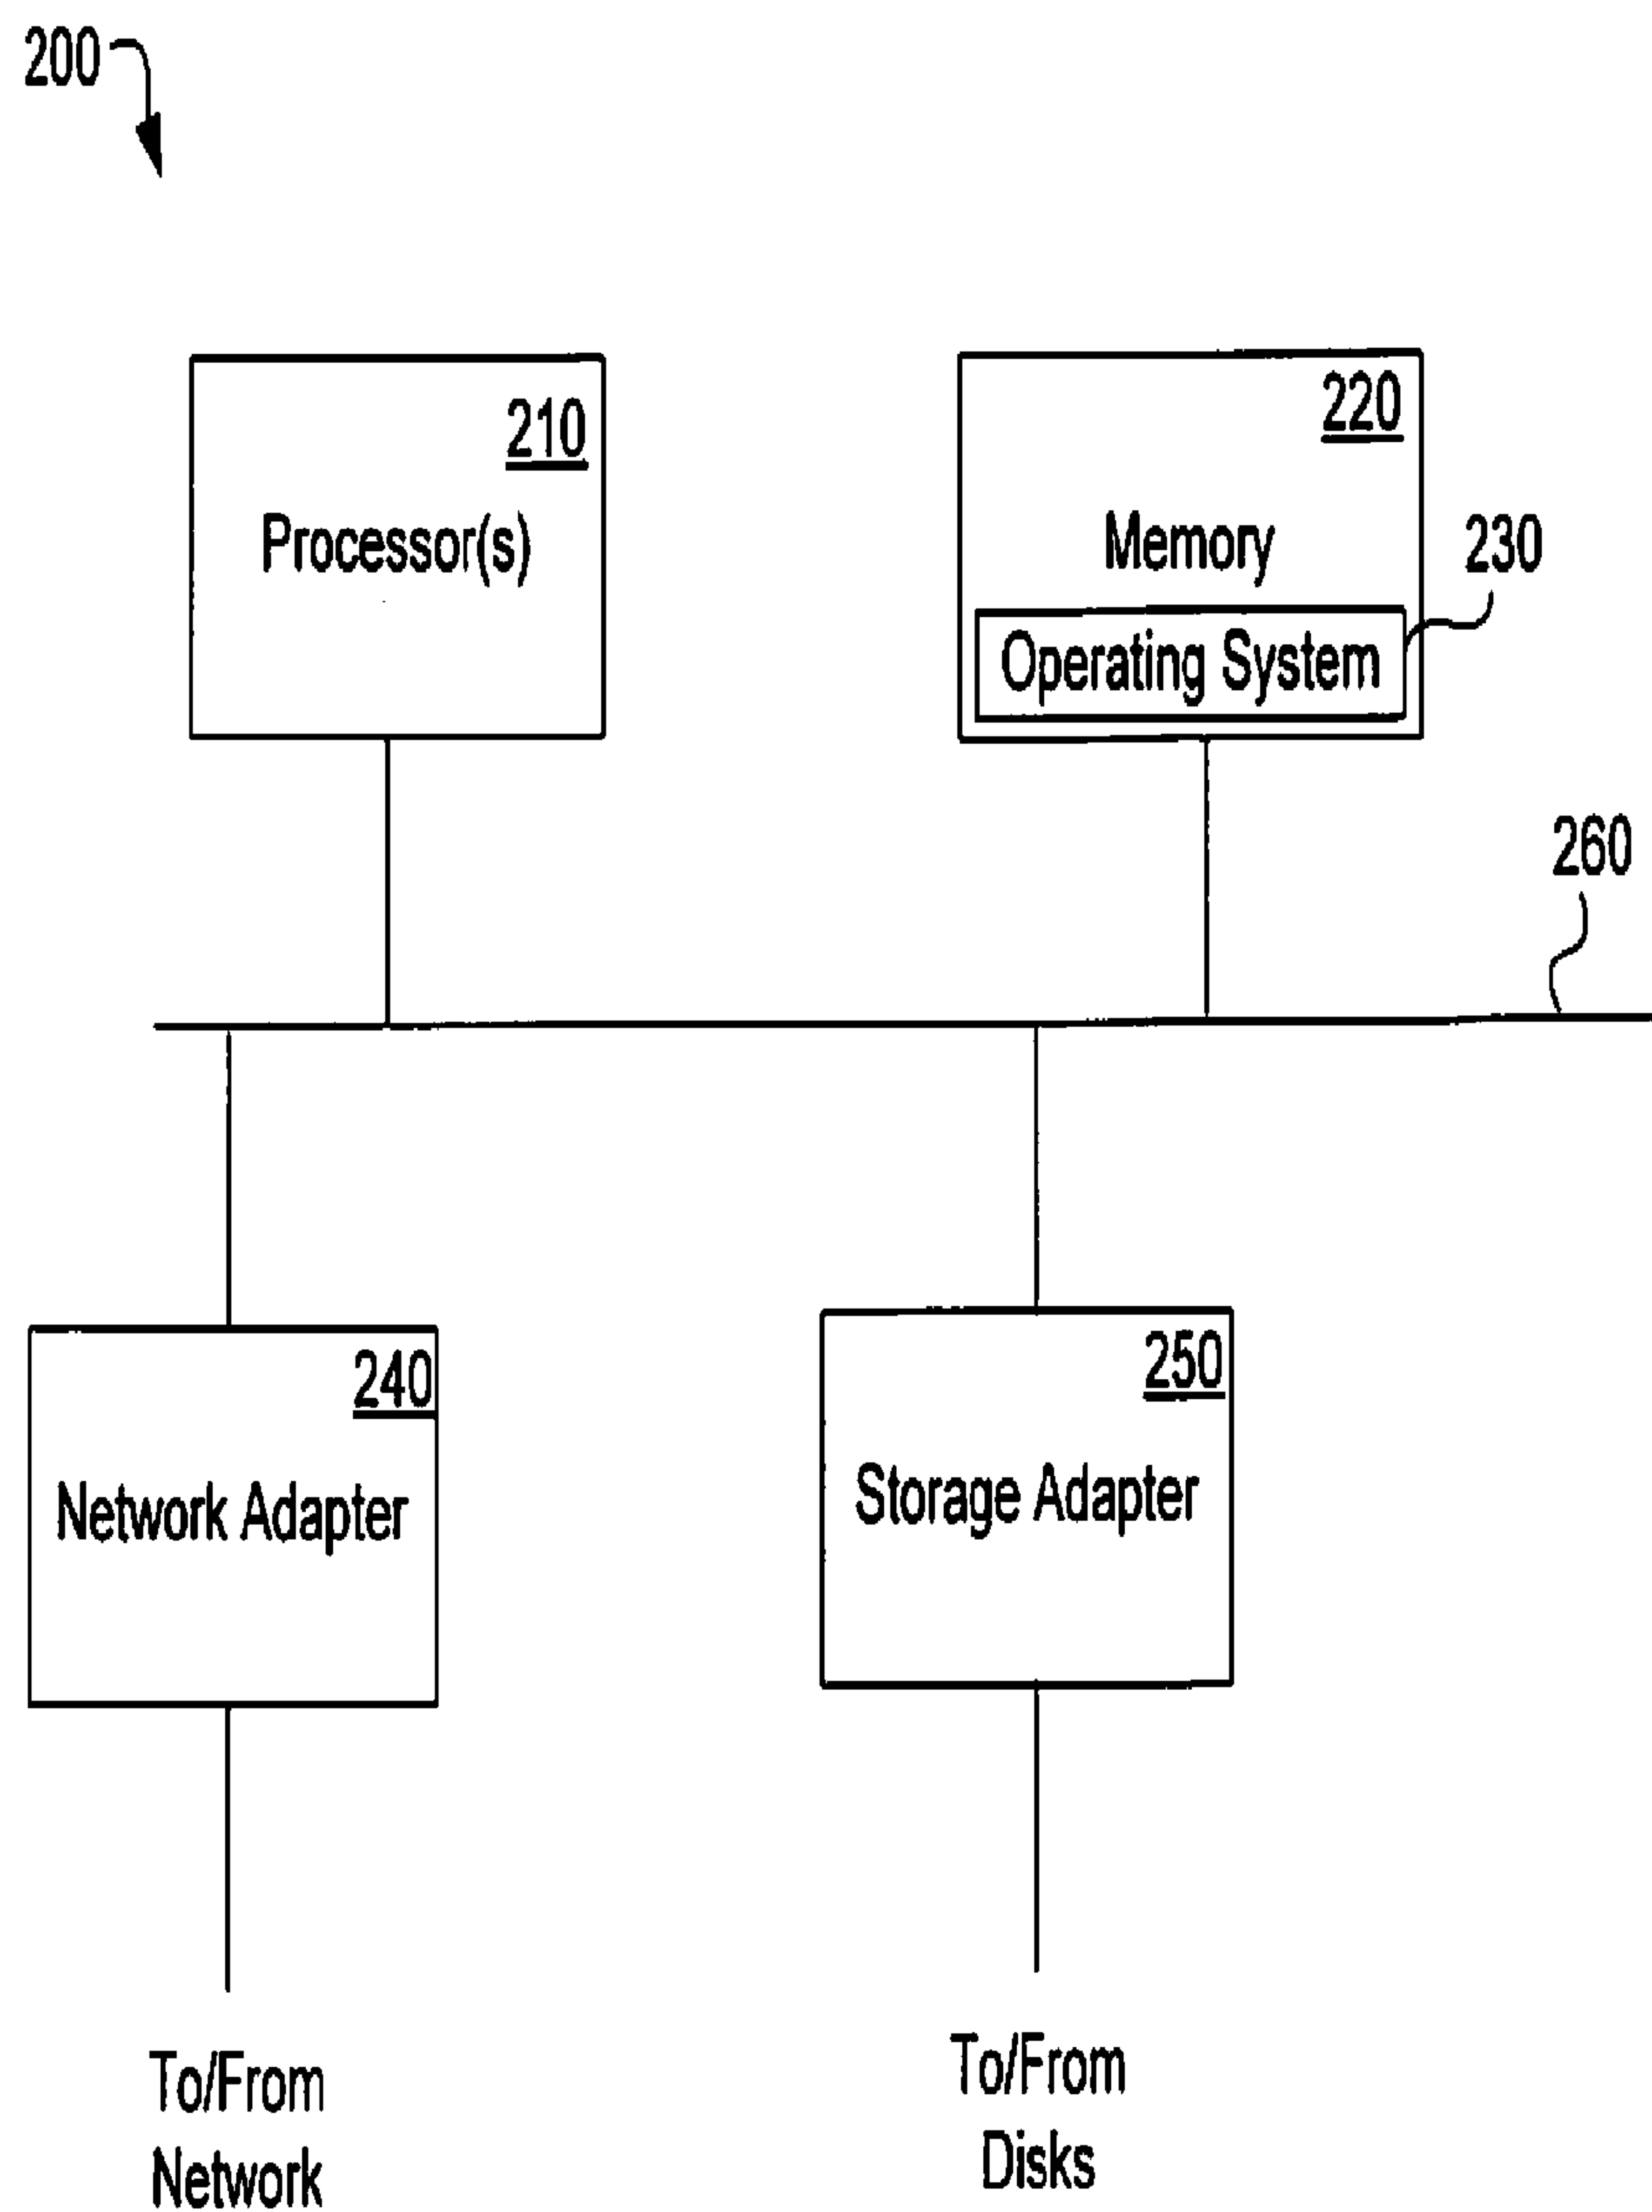 200
210
Processor(s)
220
Memory
230
Operating System
260
240
Network Adapter
250
Storage Adapter
To/From
Network
To/From
Disks